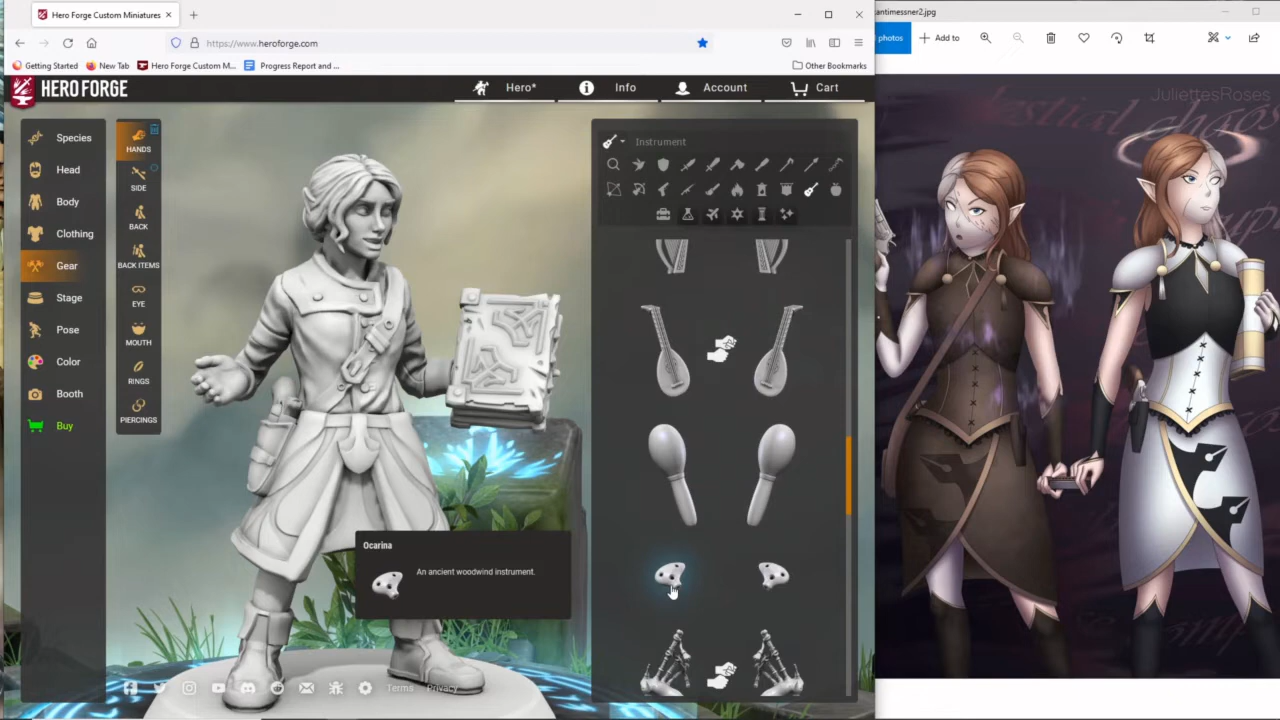 Hero Forge Custom Miniatures
antimessner2.jpg
photos
Add to
https://www.heroforge.com
Getting Started
New Tab
Hero Forge Custom M...
Progress Report and ...
Other Bookmarks
HERO FORGE
Hero*
Info
Account
Cart
JuliettesRoses
Species
Head
Body
Clothing
Gear
Stage
Pose
Color
Booth
Buy
HANDS
SIDE
BACK
BACK ITEMS
EYE
MOUTH
RINGS
PIERCINGS
Instrument
Ocarina
An ancient woodwind instrument.
Terms
Privacy